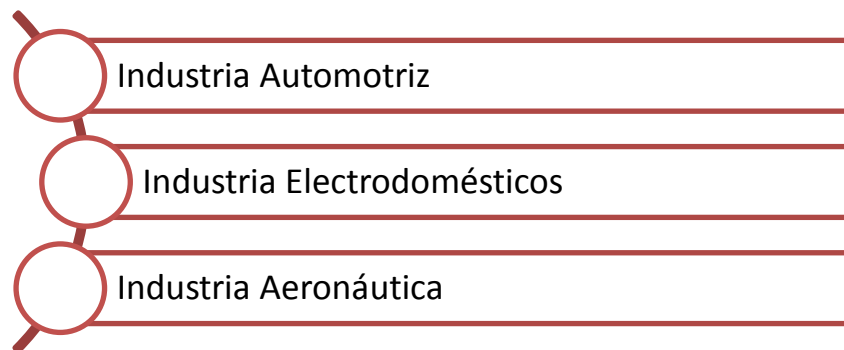 Industria Automotriz
Industria Electrodomésticos
Industria Aeronáutica